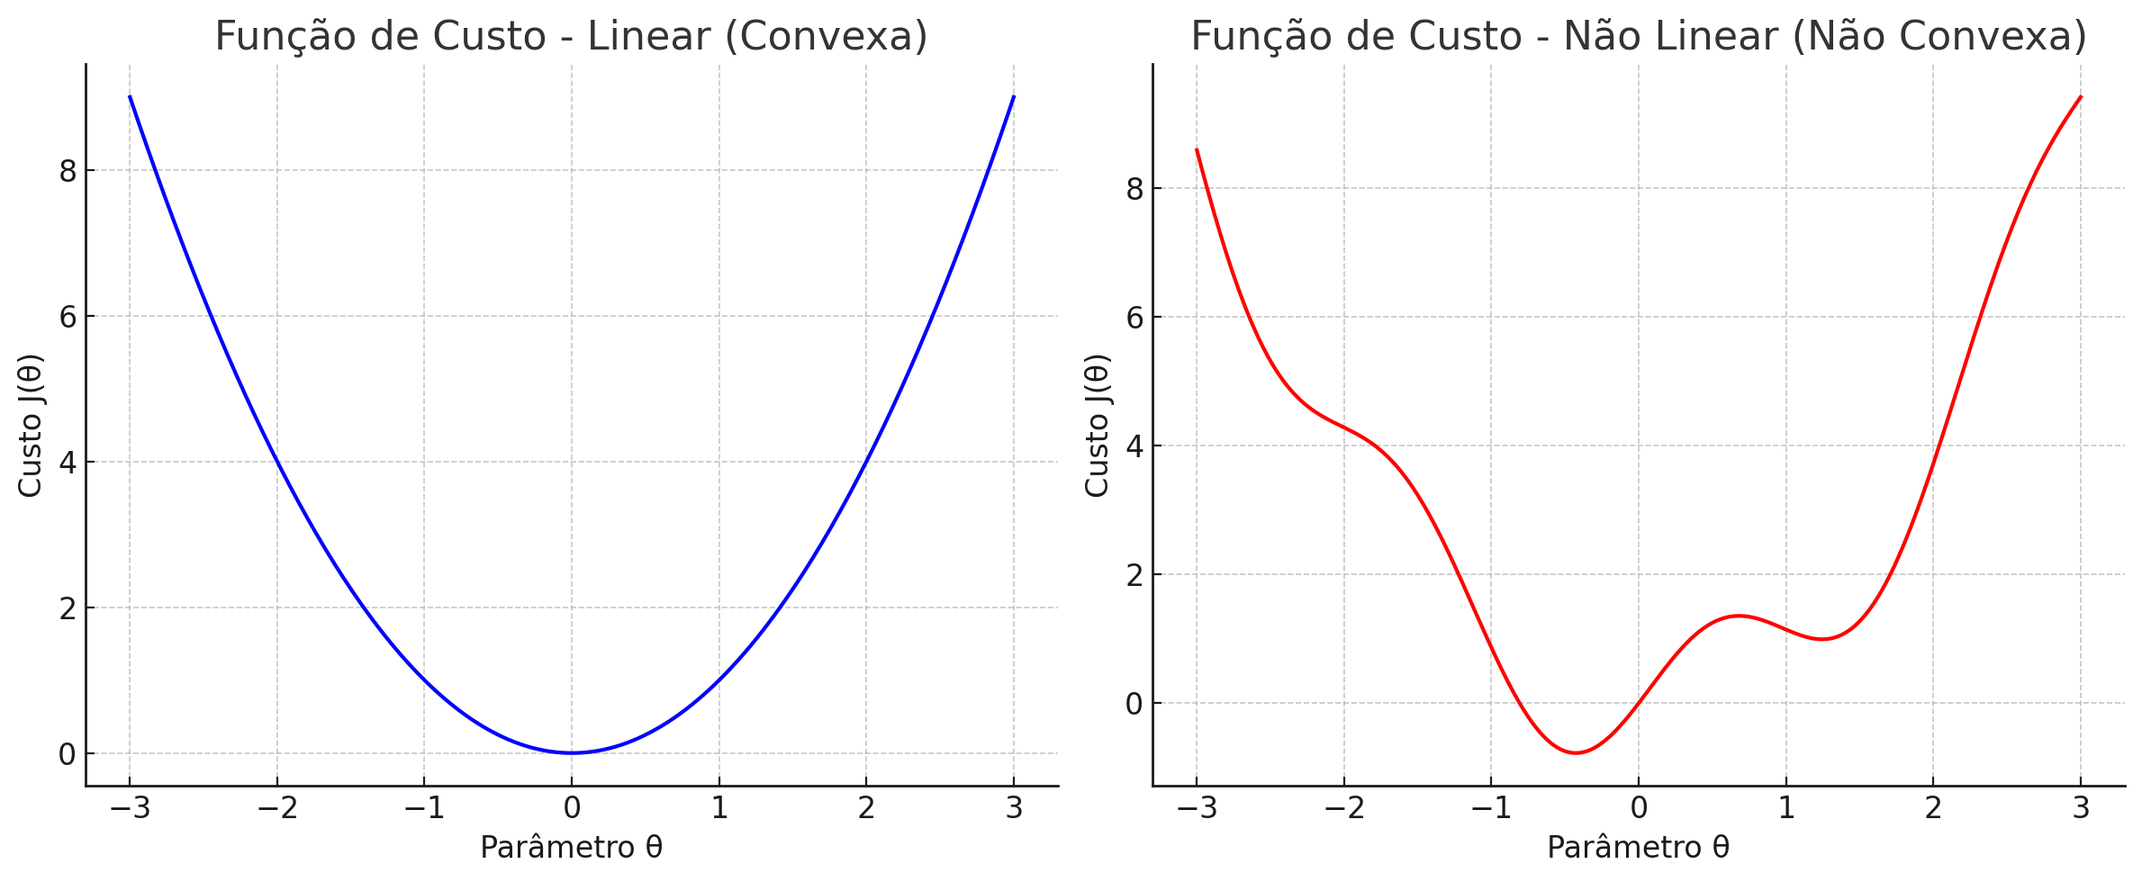 Função de Custo - Linear (Convexa)
Custo J(θ)
8
6
4
2
0
−3 −2 −1 0 1 2 3
Parâmetro θ
Função de Custo - Não Linear (Não Convexa)
Custo J(θ)
8
6
4
2
0
−3 −2 −1 0 1 2 3
Parâmetro θ